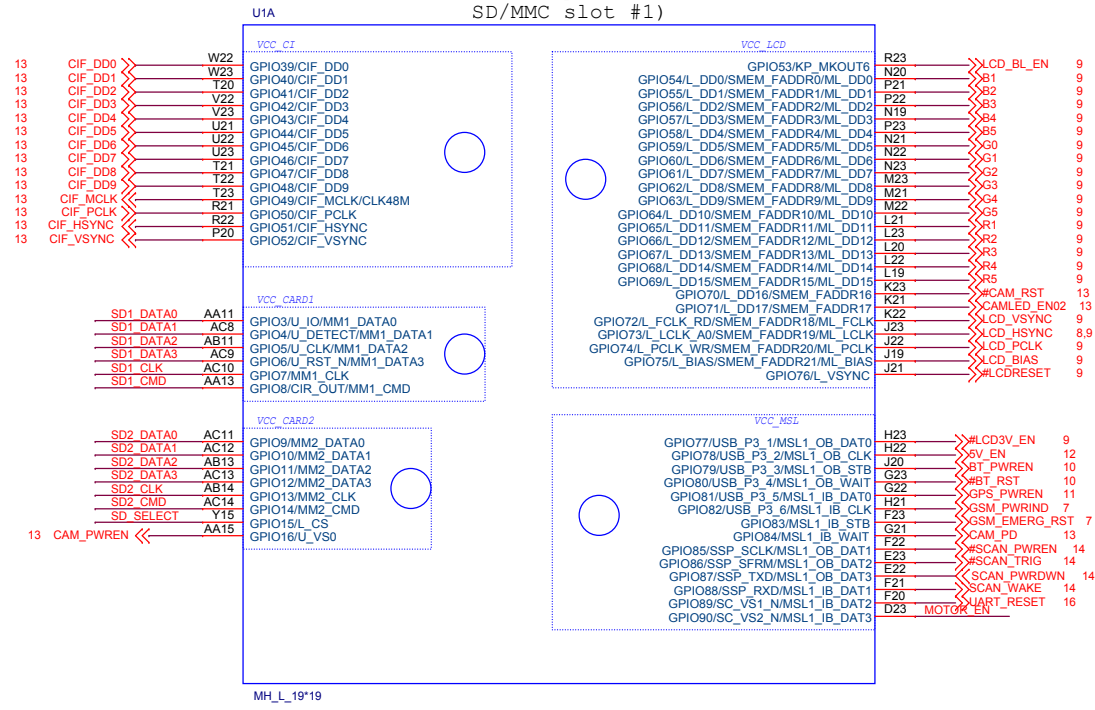 SD/MMC slot #1)
U1A
VCC_CI
13 CIF_DD0 W22 GPIO39/CIF_DD0
13 CIF_DD1 W23 GPIO40/CIF_DD1
13 CIF_DD2 T20 GPIO41/CIF_DD2
13 CIF_DD3 V22 GPIO42/CIF_DD3
13 CIF_DD4 V23 GPIO43/CIF_DD4
13 CIF_DD5 U21 GPIO44/CIF_DD5
13 CIF_DD6 U22 GPIO45/CIF_DD6
13 CIF_DD7 U23 GPIO46/CIF_DD7
13 CIF_DD8 T21 GPIO47/CIF_DD8
13 CIF_DD9 T22 GPIO48/CIF_DD9
13 CIF_MCLK T23 GPIO49/CIF_MCLK/CLK48M
13 CIF_PCLK R21 GPIO50/CIF_PCLK
13 CIF_HSYNC R22 GPIO51/CIF_HSYNC
13 CIF_VSYNC P20 GPIO52/CIF_VSYNC
VCC_CARD1
SD1_DATA0 AA11 GPIO3/U_IO/MM1_DATA0
SD1_DATA1 AC8 GPIO4/U_DETECT/MM1_DATA1
SD1_DATA2 AB11 GPIO5/U_CLK/MM1_DATA2
SD1_DATA3 AC9 GPIO6/U_RST_N/MM1_DATA3
SD1_CLK AC10 GPIO7/MM1_CLK
SD1_CMD AA13 GPIO8/CIR_OUT/MM1_CMD
VCC_CARD2
SD2_DATA0 AC11 GPIO9/MM2_DATA0
SD2_DATA1 AC12 GPIO10/MM2_DATA1
SD2_DATA2 AB13 GPIO11/MM2_DATA2
SD2_DATA3 AC13 GPIO12/MM2_DATA3
SD2_CLK AB14 GPIO13/MM2_CLK
SD2_CMD AC14 GPIO14/MM2_CMD
SD_SELECT Y15 GPIO15/L_CS
13 CAM_PWREN AA15 GPIO16/U_VS0
VCC_LCD
GPIO53/KP_MKOUT6 R23 LCD_BL_EN 9
GPIO54/L_DD0/SMEM_FADDR0/ML_DD0 N20 B1 9
GPIO55/L_DD1/SMEM_FADDR1/ML_DD1 P21 B2 9
GPIO56/L_DD2/SMEM_FADDR2/ML_DD2 P22 B3 9
GPIO57/L_DD3/SMEM_FADDR3/ML_DD3 N19 B4 9
GPIO58/L_DD4/SMEM_FADDR4/ML_DD4 P23 B5 9
GPIO59/L_DD5/SMEM_FADDR5/ML_DD5 N21 G0 9
GPIO60/L_DD6/SMEM_FADDR6/ML_DD6 N22 G1 9
GPIO61/L_DD7/SMEM_FADDR7/ML_DD7 N23 G2 9
GPIO62/L_DD8/SMEM_FADDR8/ML_DD8 M23 G3 9
GPIO63/L_DD9/SMEM_FADDR9/ML_DD9 M21 G4 9
GPIO64/L_DD10/SMEM_FADDR10/ML_DD10 M22 G5 9
GPIO65/L_DD11/SMEM_FADDR11/ML_DD11 L21 R1 9
GPIO66/L_DD12/SMEM_FADDR12/ML_DD12 L23 R2 9
GPIO67/L_DD13/SMEM_FADDR13/ML_DD13 L20 R3 9
GPIO68/L_DD14/SMEM_FADDR14/ML_DD14 L22 R4 9
GPIO69/L_DD15/SMEM_FADDR15/ML_DD15 L19 R5 9
GPIO70/L_DD16/SMEM_FADDR16 K23 #CAM_RST 13
GPIO71/L_DD17/SMEM_FADDR17 K21 CAMLED_EN02 13
GPIO72/L_FCLK_RD/SMEM_FADDR18/ML_FCLK K22 LCD_VSYNC 9
GPIO73/L_LCLK_A0/SMEM_FADDR19/ML_LCLK J23 LCD_HSYNC 8,9
GPIO74/L_PCLK_WR/SMEM_FADDR20/ML_PCLK J22 LCD_PCLK 9
GPIO75/L_BIAS/SMEM_FADDR21/ML_BIAS J19 LCD_BIAS 9
GPIO76/L_VSYNC J21 #LCDRESET 9
VCC_MSL
GPIO77/USB_P3_1/MSL1_OB_DAT0 H23 #LCD3V_EN 9
GPIO78/USB_P3_2/MSL1_OB_CLK H22 5V_EN 12
GPIO79/USB_P3_3/MSL1_OB_STB J20 BT_PWREN 10
GPIO80/USB_P3_4/MSL1_OB_WAIT G23 #BT_RST 10
GPIO81/USB_P3_5/MSL1_IB_DAT0 G22 GPS_PWREN 11
GPIO82/USB_P3_6/MSL1_IB_CLK H21 GSM_PWRIND 7
GPIO83/MSL1_IB_STB F23 GSM_EMERG_RST 7
GPIO84/MSL1_IB_WAIT G21 CAM_PD 13
GPIO85/SSP_SCLK/MSL1_OB_DAT1 F22 #SCAN_PWREN 14
GPIO86/SSP_SFRM/MSL1_OB_DAT2 E23 #SCAN_TRIG 14
GPIO87/SSP_TXD/MSL1_OB_DAT3 E22 SCAN_PWRDWN 14
GPIO88/SSP_RXD/MSL1_IB_DAT1 F21 SCAN_WAKE 14
GPIO89/SC_VS1_N/MSL1_IB_DAT2 F20 UART_RESET 16
GPIO90/SC_VS2_N/MSL1_IB_DAT3 D23 MOTOR_EN
MH_L_19*19